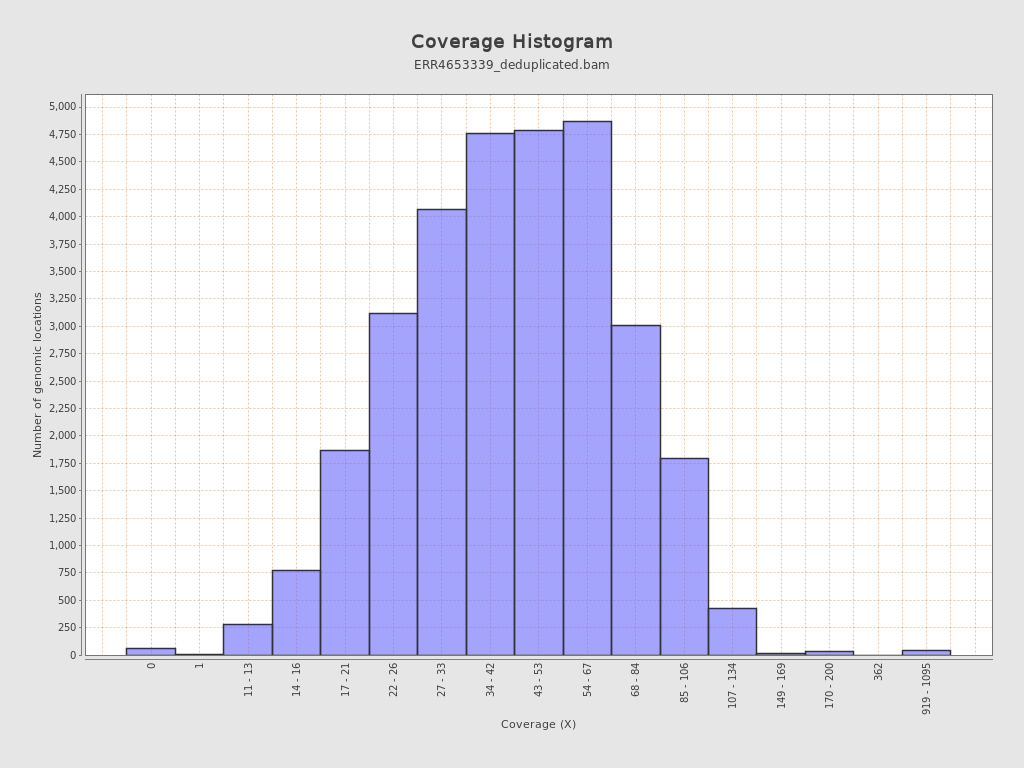 Coverage Histogram
ERR4653339_deduplicated.bam
Number of genomic locations
5,000
4,750
4,500
4,250
4,000
3,750
3,500
3,250
3,000
2,750
2,500
2,250
2,000
1,750
1,500
1,250
1,000
750
500
250
0
0
1
11 - 13
14 - 16
17 - 21
22 - 26
27 - 33
34 - 42
43 - 53
54 - 67
68 - 84
85 - 106
107 - 134
149 - 169
170 - 200
362
919 - 1095
Coverage (X)